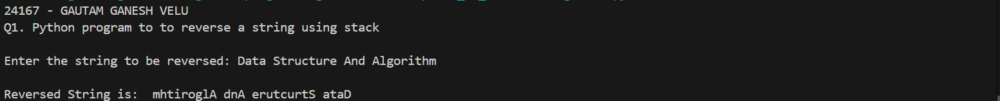 24167 - GAUTAM GANESH VELU
Q1. Python program to to reverse a string using stack
Enter the string to be reversed: Data Structure And Algorithm
Reversed String is:  mhtiroglA dnA erutcurtS ataD